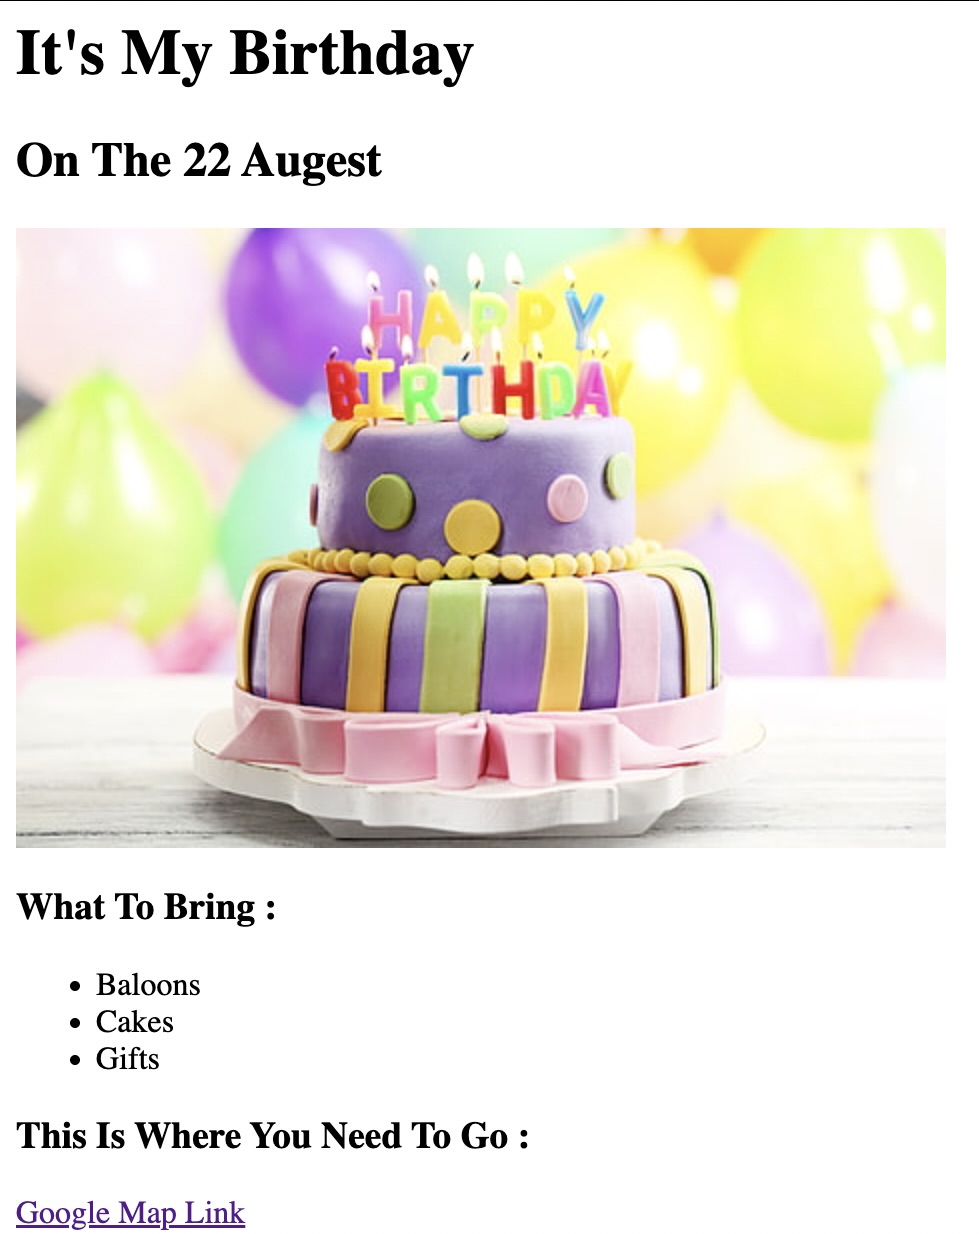 It's My Birthday
On The 22 Augest
HAPPY
BIRTHDAY
What To Bring :
Baloons
Cakes
Gifts
This Is Where You Need To Go :
Google Map Link